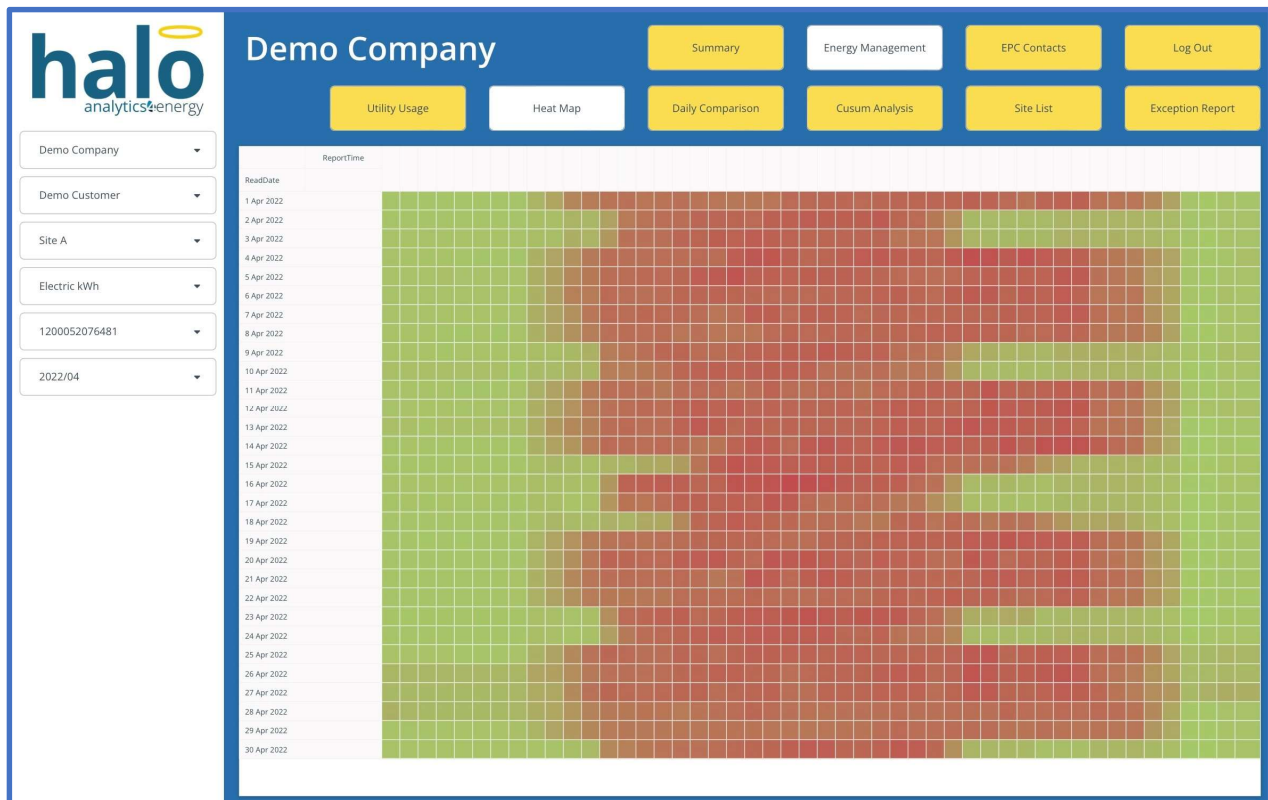 halo
analytics4energy
Demo Company
Summary
Energy Management
EPC Contacts
Log Out
Utility Usage
Heat Map
Daily Comparison
Cusum Analysis
Site List
Exception Report
Demo Company
Demo Customer
Site A
Electric kWh
1200052076481
2022/04
ReportTime
ReadDate
1 Apr 2022
2 Apr 2022
3 Apr 2022
4 Apr 2022
5 Apr 2022
6 Apr 2022
7 Apr 2022
8 Apr 2022
9 Apr 2022
10 Apr 2022
11 Apr 2022
12 Apr 2022
13 Apr 2022
14 Apr 2022
15 Apr 2022
16 Apr 2022
17 Apr 2022
18 Apr 2022
19 Apr 2022
20 Apr 2022
21 Apr 2022
22 Apr 2022
23 Apr 2022
24 Apr 2022
25 Apr 2022
26 Apr 2022
27 Apr 2022
28 Apr 2022
29 Apr 2022
30 Apr 2022